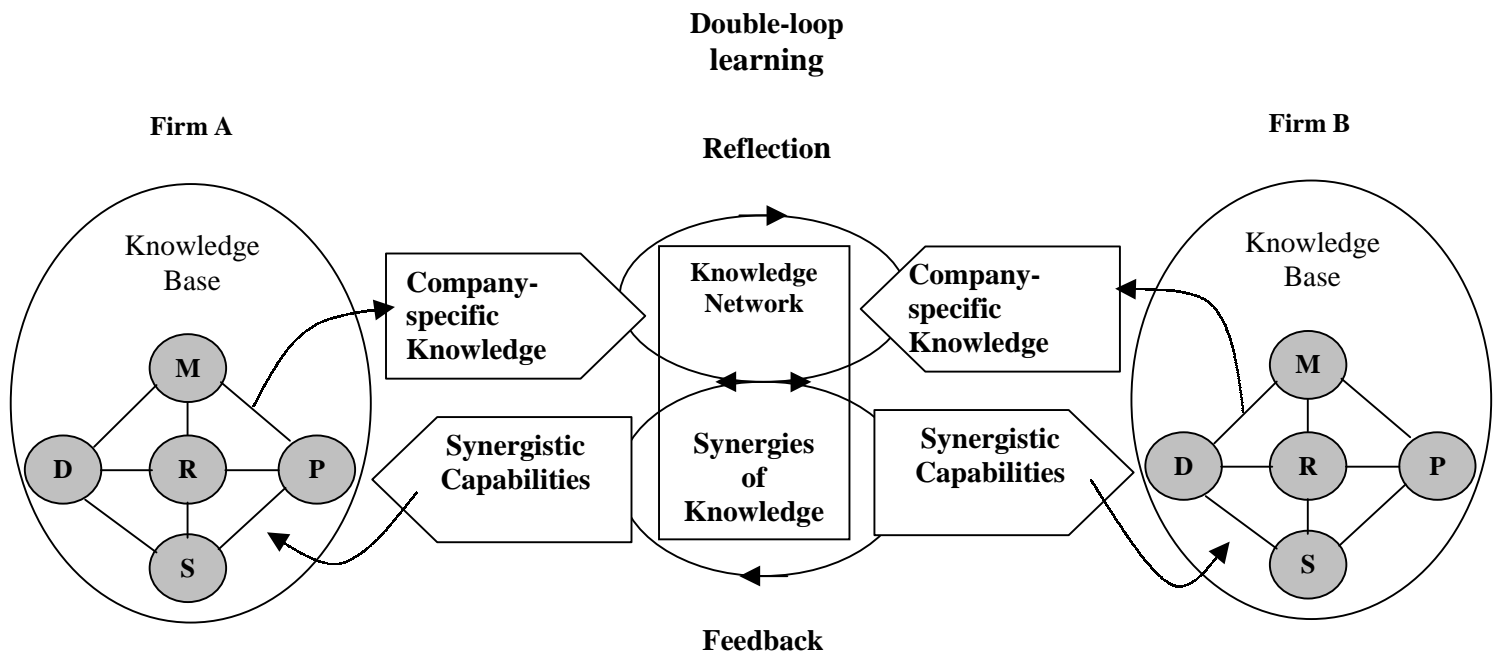 Double-loop
learning
Firm A
Firm B
Reflection
Knowledge
Base
Knowledge
Base
Company-
specific
Knowledge
Knowledge
Network
Company-
specific
Knowledge
M
D
R
P
S
Synergistic
Capabilities
Synergies
of
Knowledge
Synergistic
Capabilities
M
D
R
P
S
Feedback